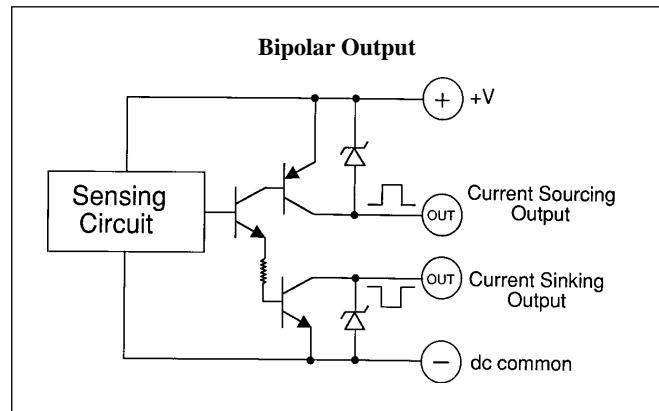 Bipolar Output
+
+V
Sensing
Circuit
OUT
Current Sourcing
Output
OUT
Current Sinking
Output
−
dc common